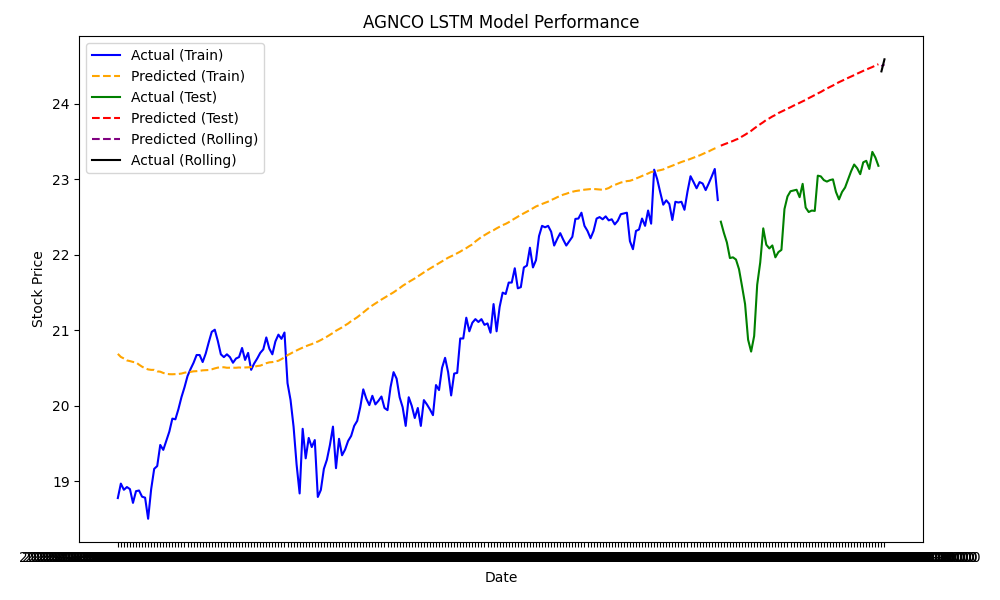 AGNCO LSTM Model Performance
Actual (Train)
Predicted (Train)
Actual (Test)
Predicted (Test)
Predicted (Rolling)
Actual (Rolling)
Stock Price
24
23
22
21
20
19
Date